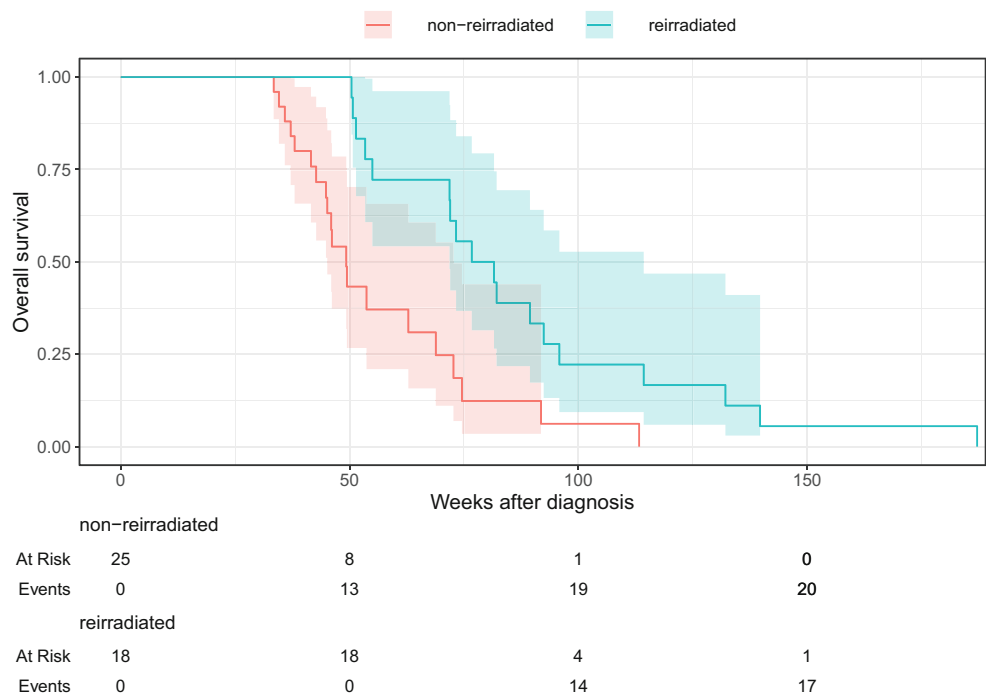 non−reirradiated reirradiated
1.00
0.75
0.50
0.25
0.00
Overall survival
0 50 100 150
Weeks after diagnosis
non−reirradiated
At Risk 25 8 1 0
Events 0 13 19 20
reirradiated
At Risk 18 18 4 1
Events 0 0 14 17